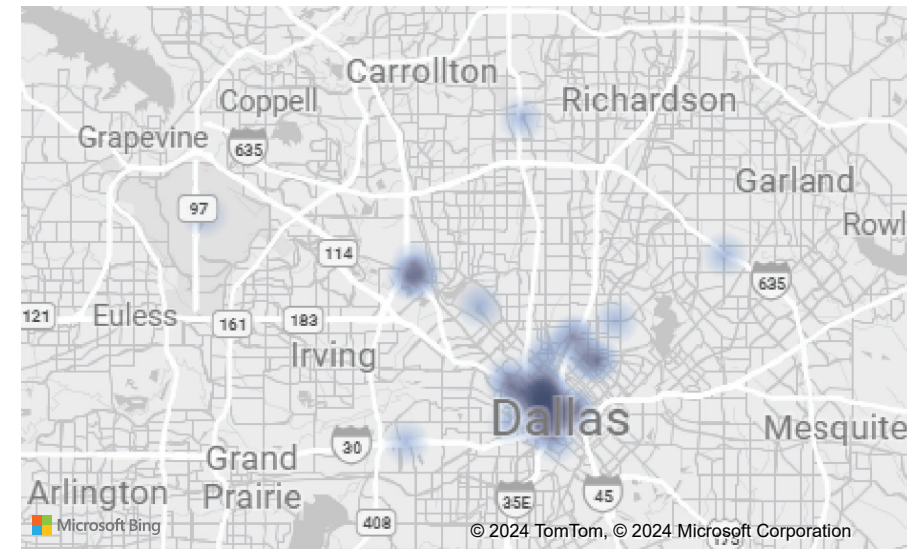 Carrollton
Coppell
Richardson
Grapevine
635
Garland
97
Rowl
114
635
121
Euless
161
183
Irving
Dallas
Mesquite
30
Grand
Prairie
Arlington
35E
45
408
Microsoft Bing
© 2024 TomTom, © 2024 Microsoft Corporation